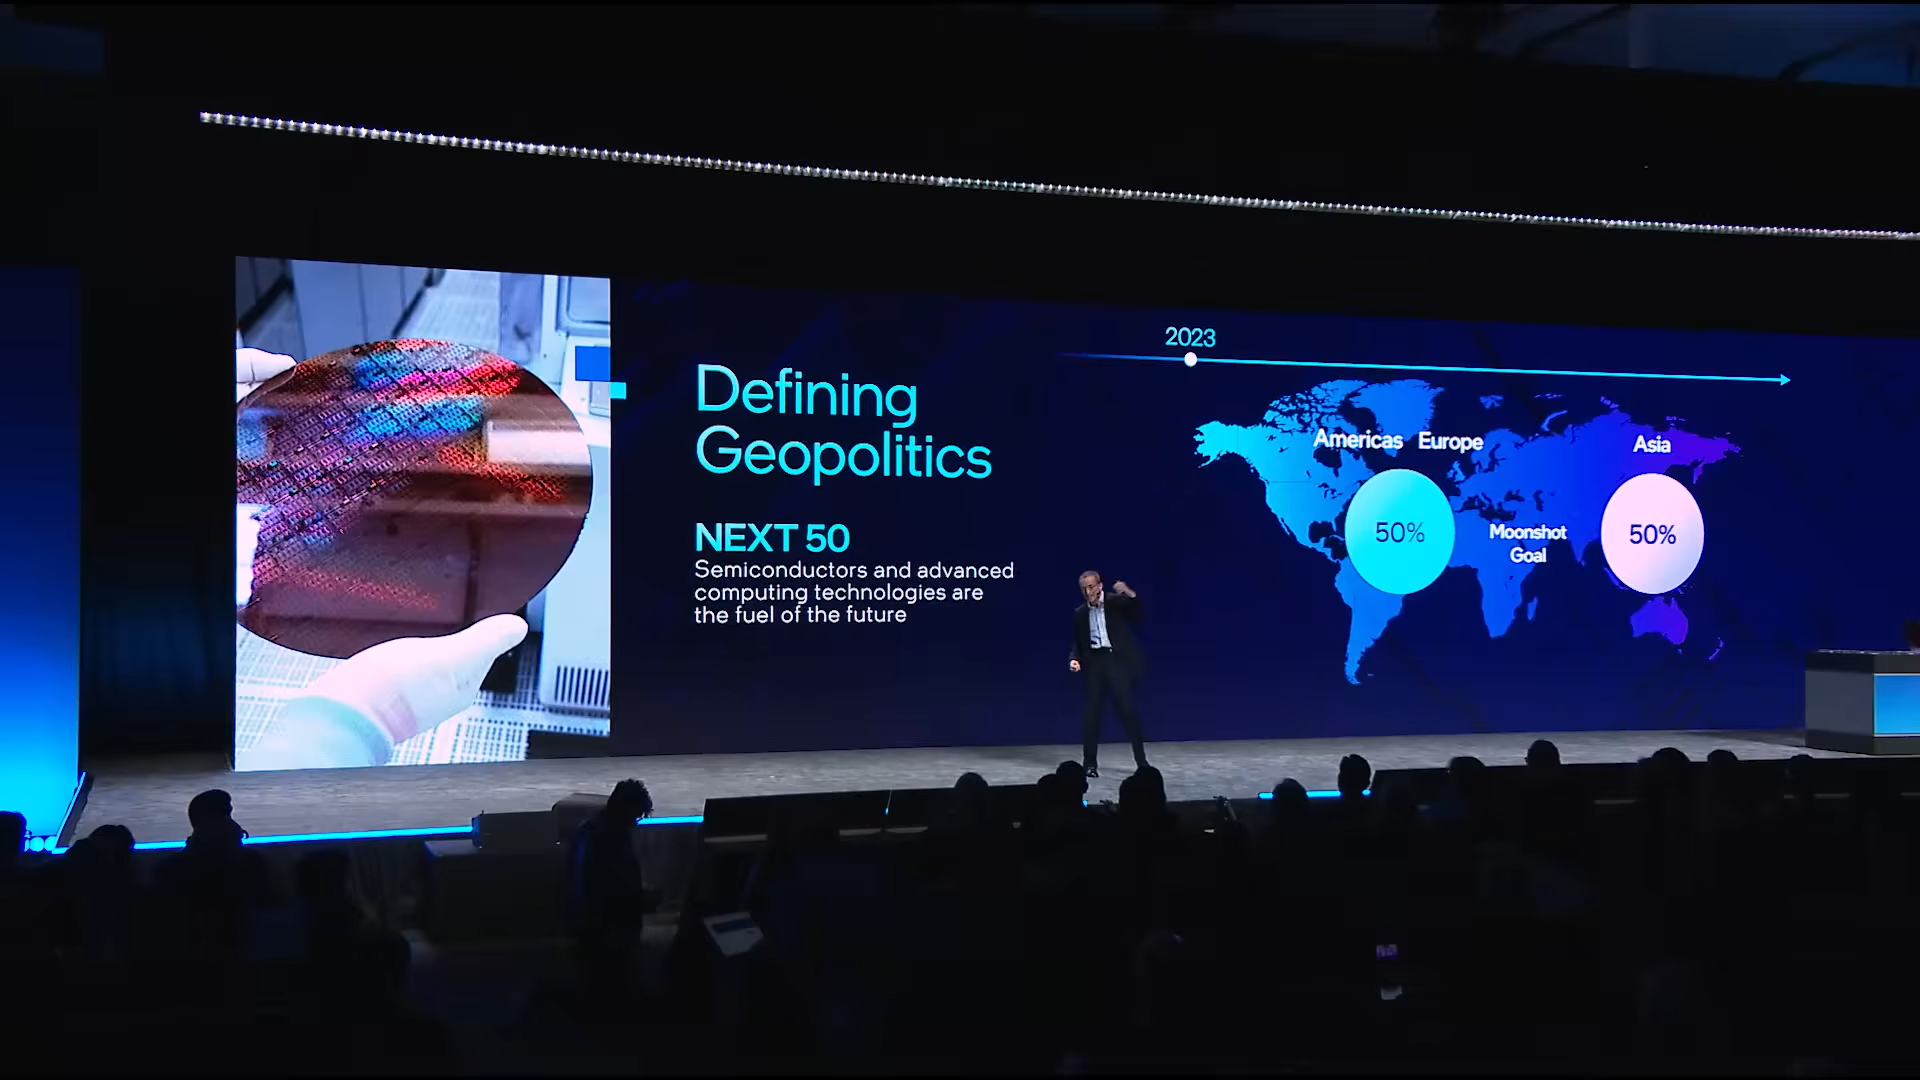 Defining
Geopolitics
NEXT 50
Semiconductors and advanced
computing technologies are
the fuel of the future
2023
Americas Europe
Asia
50%
Moonshot
Goal
50%